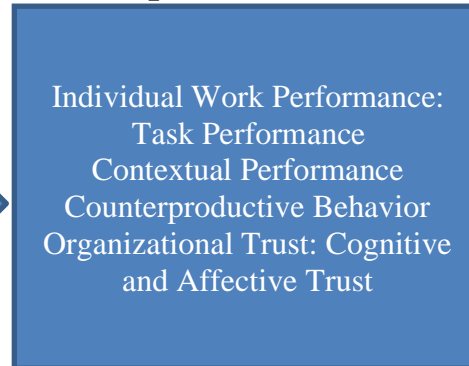 Individual Work Performance:
Task Performance
Contextual Performance
Counterproductive Behavior
Organizational Trust: Cognitive
and Affective Trust